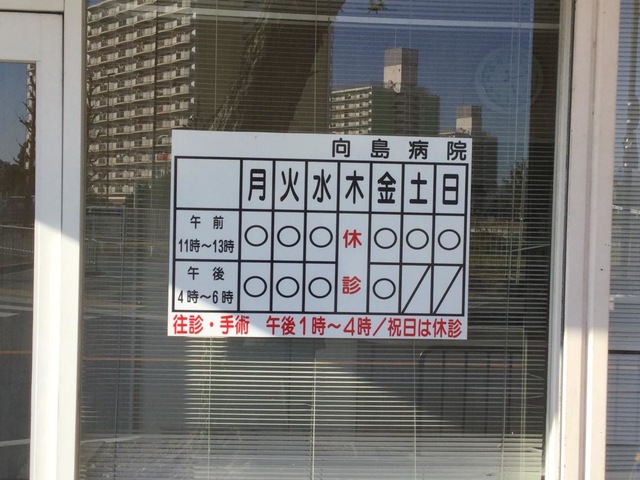 向島病院
月 火 水 木 金 土 日
午前
11時～13時 ○ ○ ○ 休 ○ ○ ○
午後
4時～6時 ○ ○ ○ 診 ○ ／ ／
往診・手術 午後1時～4時／祝日は休診